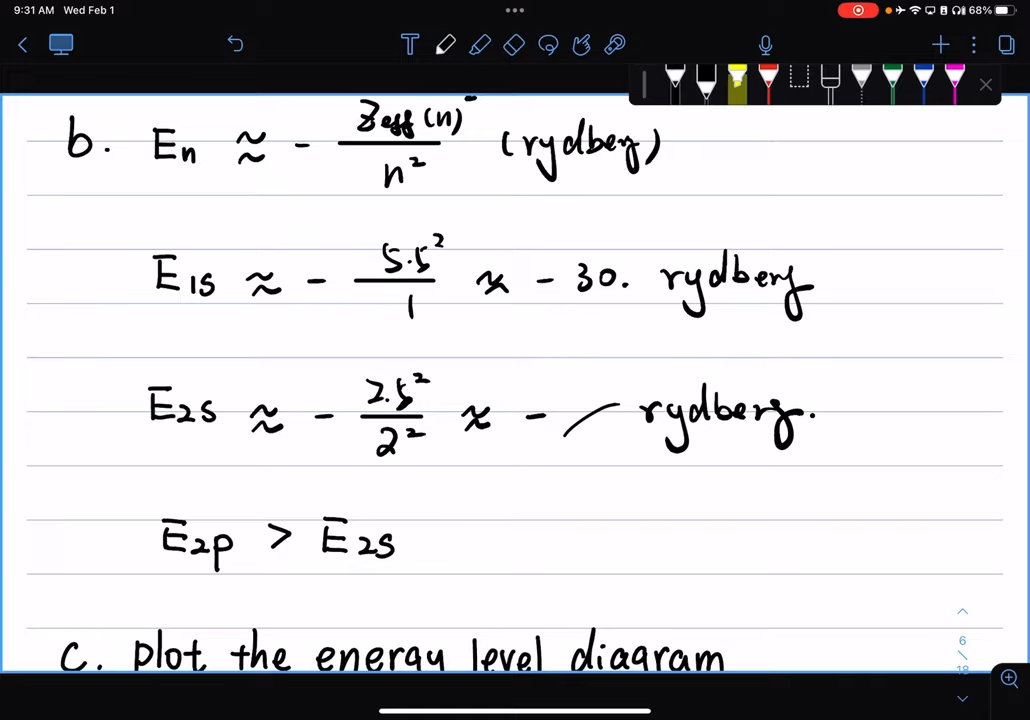 9:31 AM Wed Feb 1 68%
T
b. En ≈ - Zeff(n)² / n² (rydberg)
E1s ≈ - 5.5² / 1 ≈ - 30. rydberg
E2s ≈ - 2.5² / 2² ≈ - rydberg.
E2p > E2s
c. plot the energy level diagram
6
18